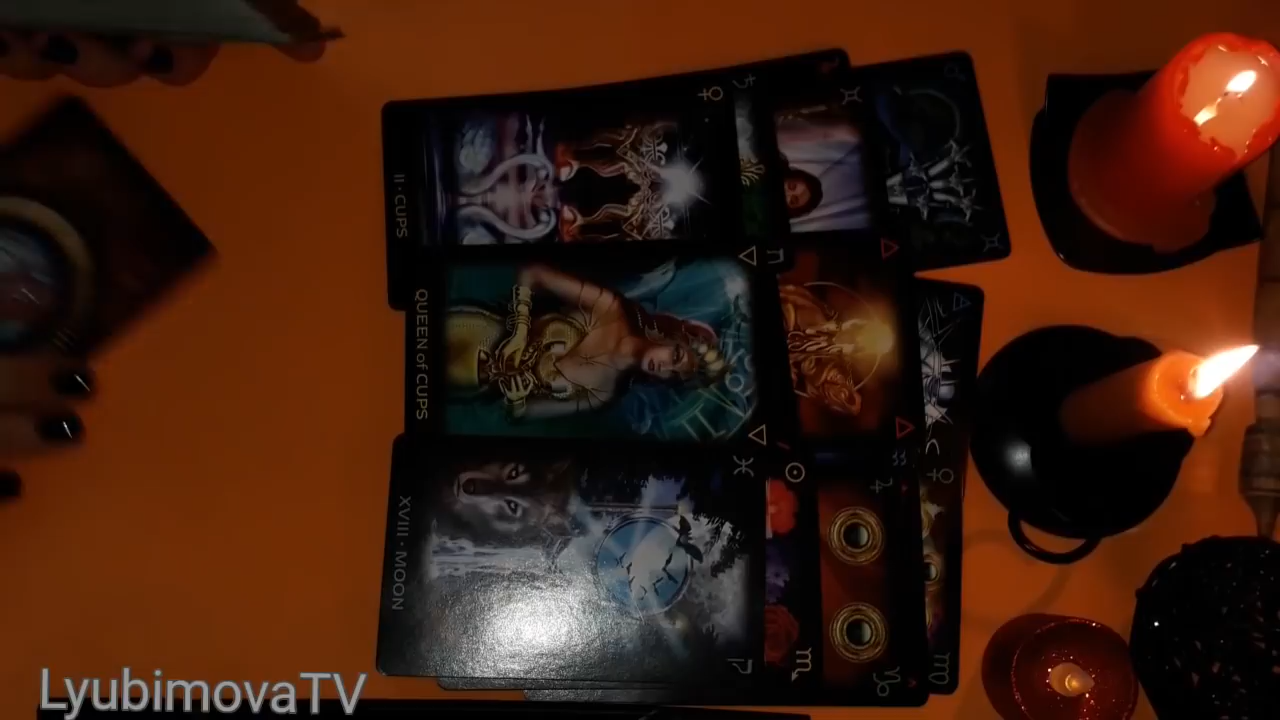 II · CUPS
QUEEN of CUPS
XVIII · MOON
LyubimovaTV